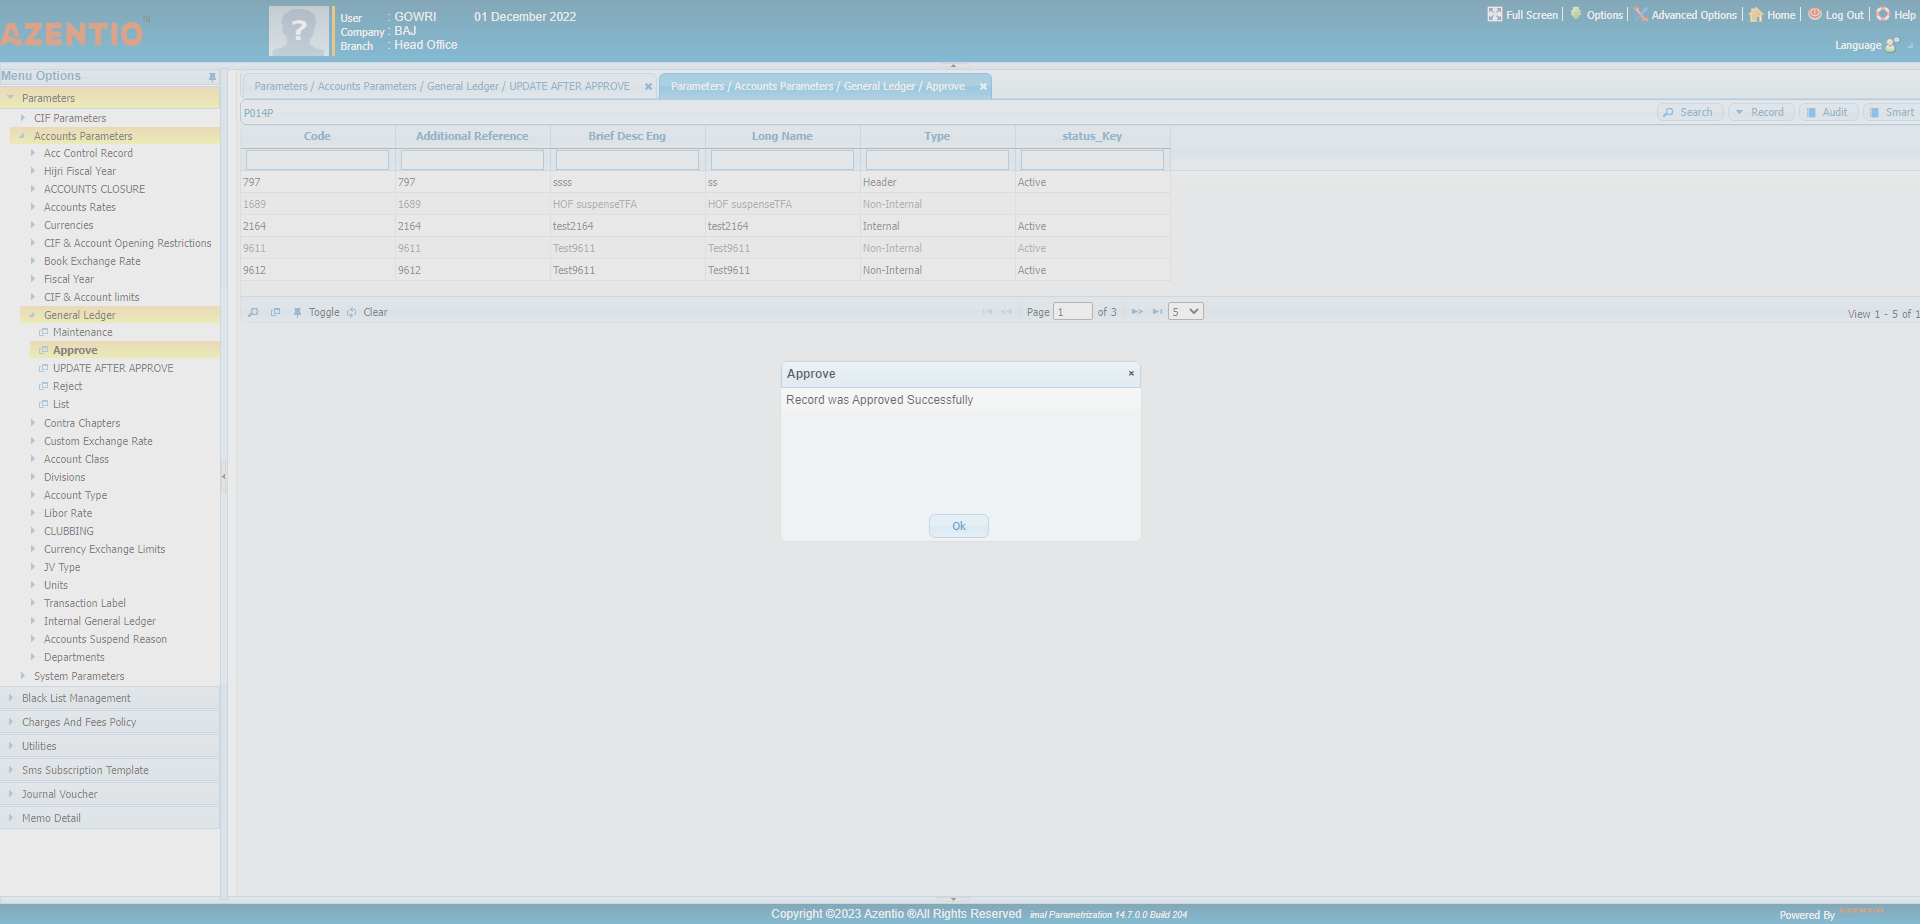 AZENTIO TM
User : GOWRI 01 December 2022
Company : BAJ
Branch : Head Office
Full Screen Options Advanced Options Home Log Out Help
Language
Menu Options
Parameters
CIF Parameters
Accounts Parameters
Acc Control Record
Hijri Fiscal Year
ACCOUNTS CLOSURE
Accounts Rates
Currencies
CIF & Account Opening Restrictions
Book Exchange Rate
Fiscal Year
CIF & Account limits
General Ledger
Maintenance
Approve
UPDATE AFTER APPROVE
Reject
List
Contra Chapters
Custom Exchange Rate
Account Class
Divisions
Account Type
Libor Rate
CLUBBING
Currency Exchange Limits
JV Type
Units
Transaction Label
Internal General Ledger
Accounts Suspend Reason
Departments
System Parameters
Black List Management
Charges And Fees Policy
Utilities
Sms Subscription Template
Journal Voucher
Memo Detail
Parameters / Accounts Parameters / General Ledger / UPDATE AFTER APPROVE
Parameters / Accounts Parameters / General Ledger / Approve
P014P
Search Record Audit Smart
Code Additional Reference Brief Desc Eng Long Name Type status_Key
797 797 ssss ss Header Active
1689 1689 HOF suspenseTFA HOF suspenseTFA Non-Internal
2164 2164 test2164 test2164 Internal Active
9611 9611 Test9611 Test9611 Non-Internal Active
9612 9612 Test9611 Test9611 Non-Internal Active
Toggle Clear
Page 1 of 3 5
View 1 - 5 of 1
Approve
Record was Approved Successfully
Ok
Copyright ©2023 Azentio ®All Rights Reserved imal Parametrization 14.7.0.0 Build 204
Powered By AZENTIO